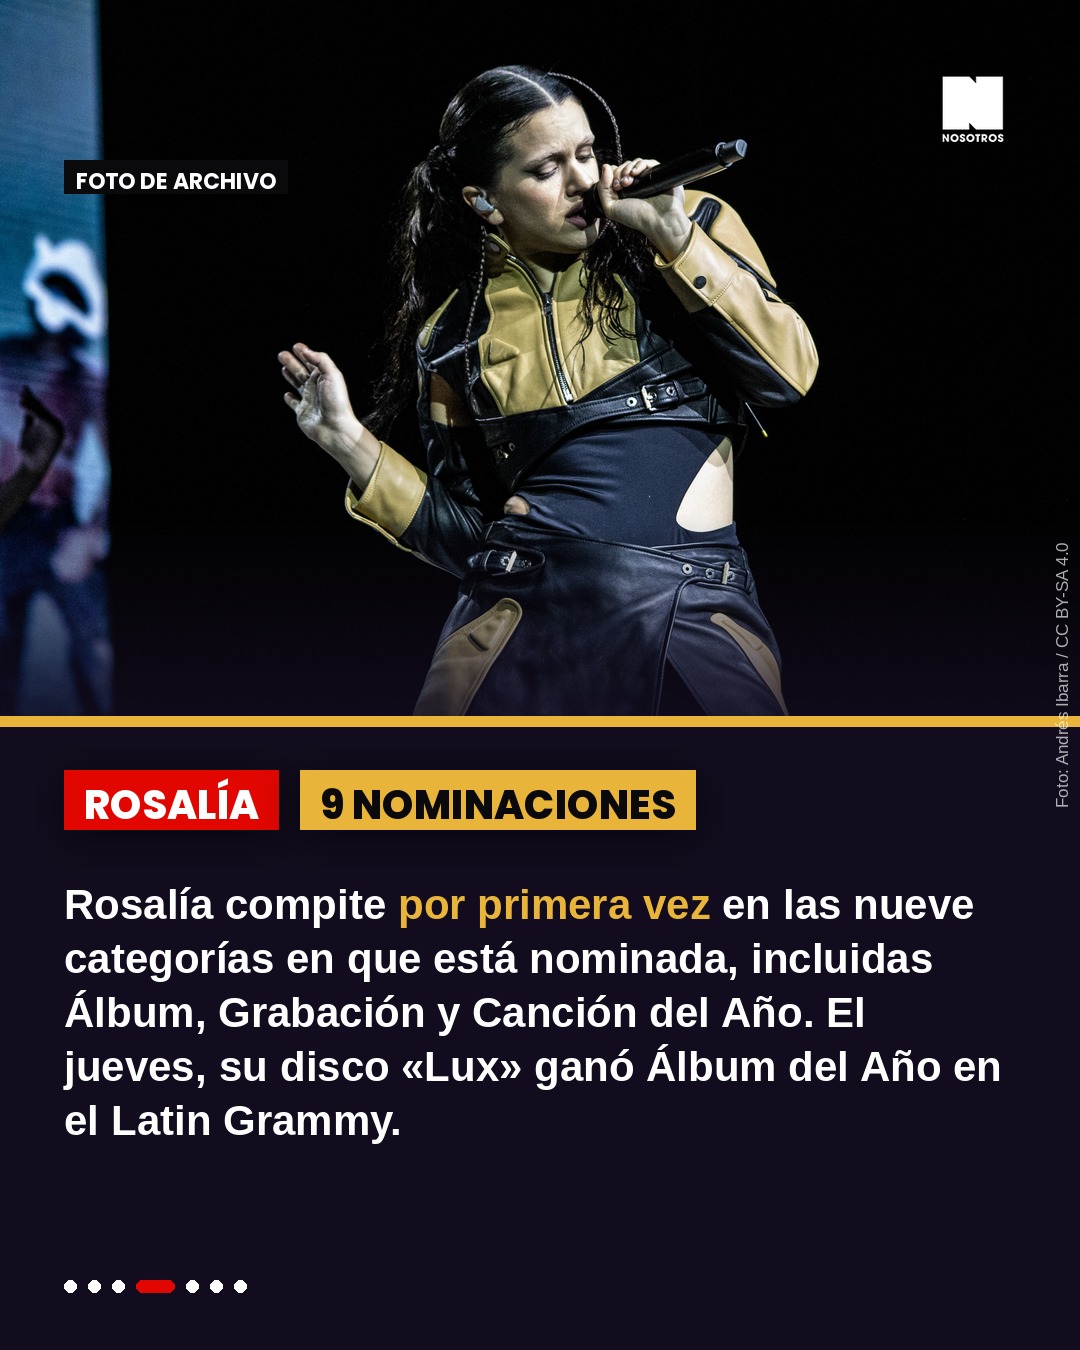 NOSOTROS
FOTO DE ARCHIVO
Foto: Andrés Ibarra / CC BY-SA 4.0
ROSALÍA
9 NOMINACIONES
Rosalía compite por primera vez en las nueve
categorías en que está nominada, incluidas
Álbum, Grabación y Canción del Año. El
jueves, su disco «Lux» ganó Álbum del Año en
el Latin Grammy.